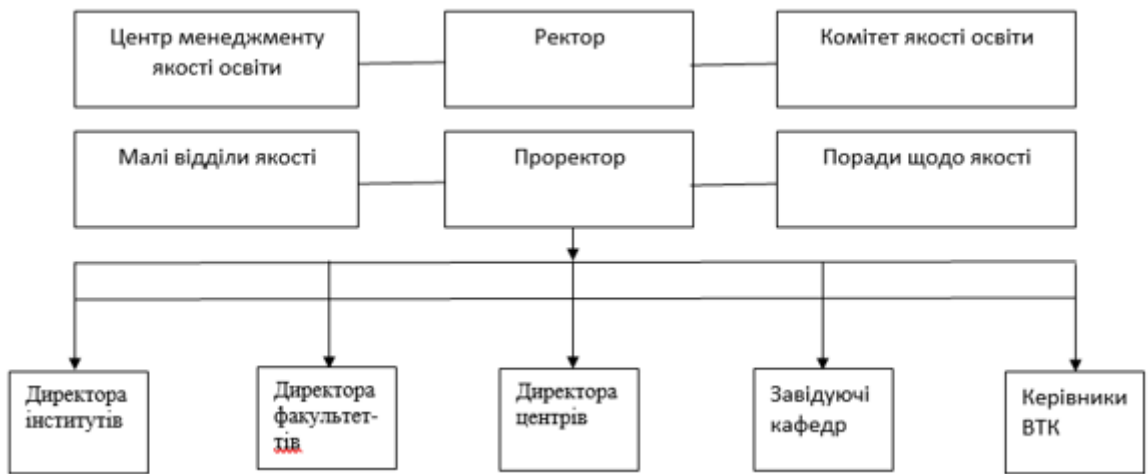 Центр менеджменту
якості освіти
Ректор
Комітет якості освіти
Малі відділи якості
Проректор
Поради щодо якості
Директора
інститутів
Директора
факультет-
тів
Директора
центрів
Завідуючі
кафедр
Керівники
ВТК